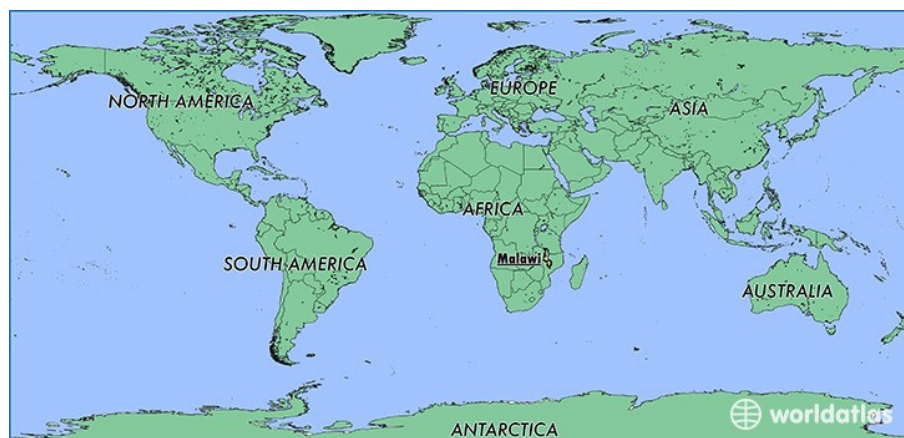 NORTH AMERICA
EUROPE
ASIA
AFRICA
SOUTH AMERICA
Malawi
AUSTRALIA
ANTARCTICA
worldatlas